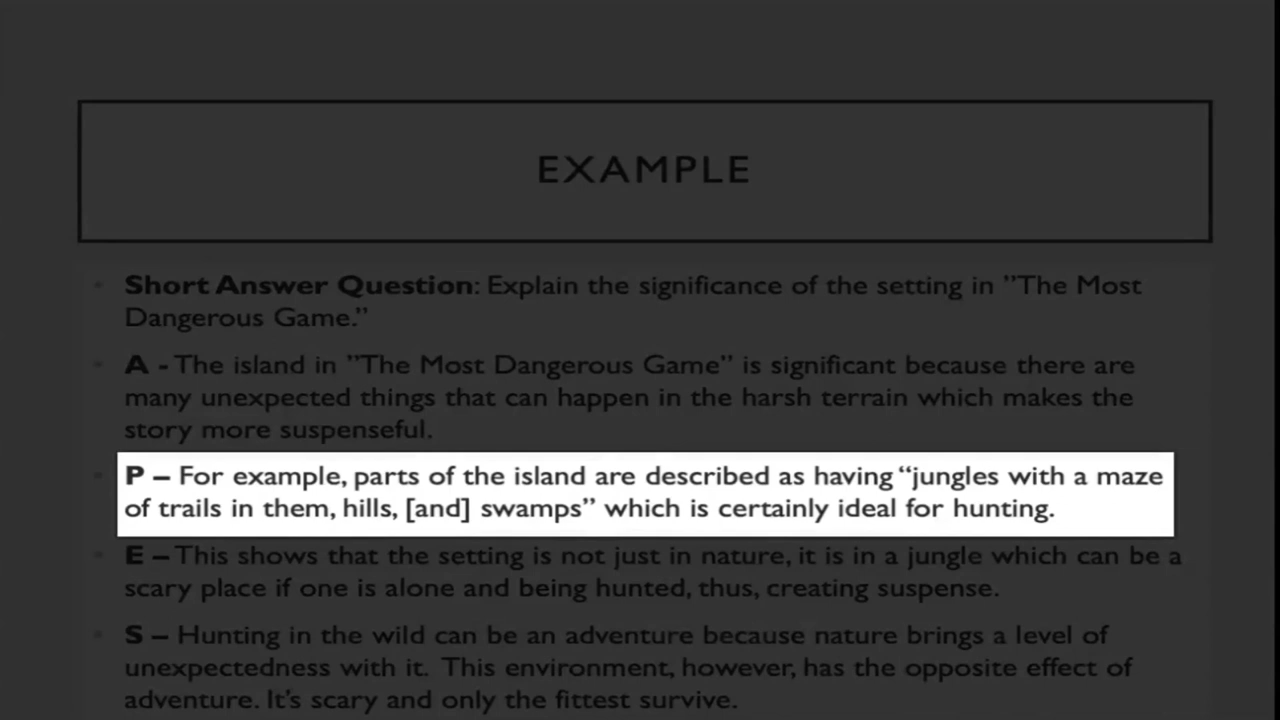 EXAMPLE
• Short Answer Question: Explain the significance of the setting in ”The Most
Dangerous Game.”
• A - The island in ”The Most Dangerous Game” is significant because there are
many unexpected things that can happen in the harsh terrain which makes the
story more suspenseful.
• P – For example, parts of the island are described as having “jungles with a maze
of trails in them, hills, [and] swamps” which is certainly ideal for hunting.
• E – This shows that the setting is not just in nature, it is in a jungle which can be a
scary place if one is alone and being hunted, thus, creating suspense.
• S – Hunting in the wild can be an adventure because nature brings a level of
unexpectedness with it. This environment, however, has the opposite effect of
adventure. It’s scary and only the fittest survive.